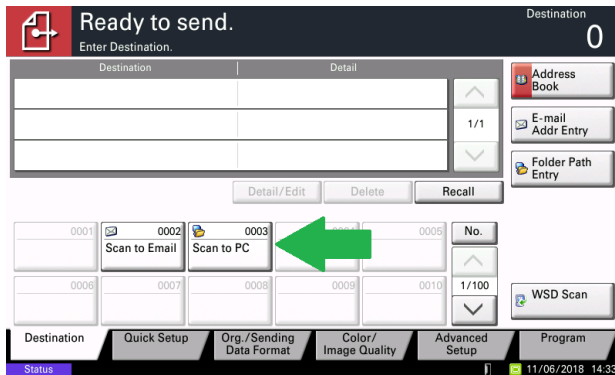 Ready to send.
Enter Destination.
Destination
0
Destination Detail
Address
Book
1/1
E-mail
Addr Entry
Folder Path
Entry
Detail/Edit Delete Recall
0001 0002 0003 0005 No.
Scan to Email Scan to PC
0006 0007 0008 0009 0010 1/100
WSD Scan
Destination Quick Setup Org./Sending
Data Format Color/
Image Quality Advanced
Setup Program
Status 11/06/2018